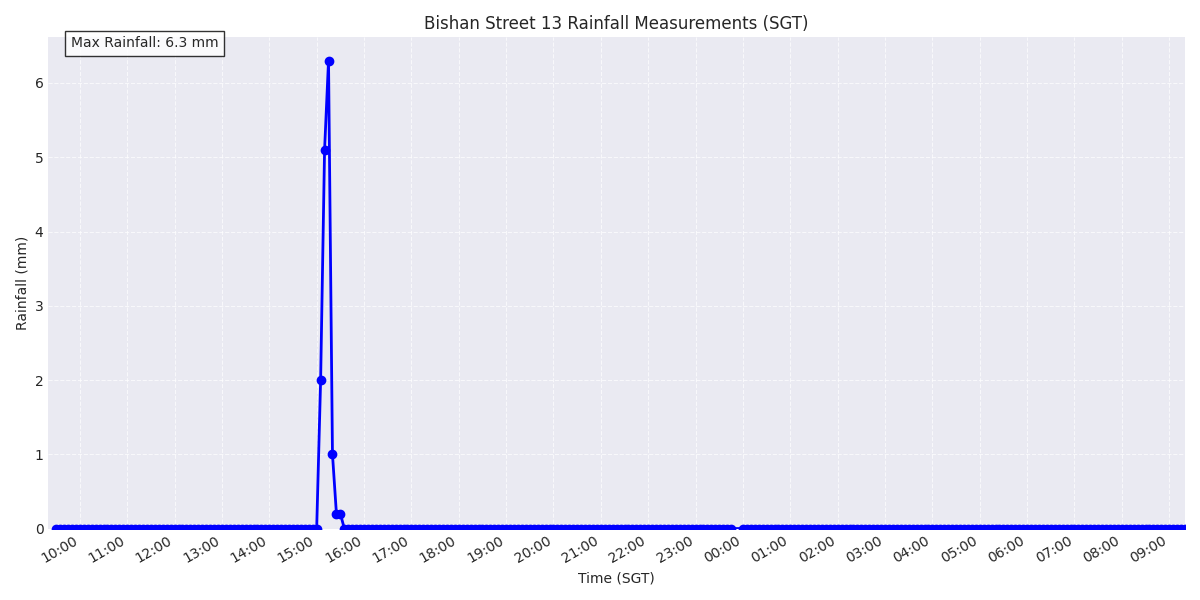 Bishan Street 13 Rainfall Measurements (SGT)
Max Rainfall: 6.3 mm
Rainfall (mm)
6
5
4
3
2
1
0
10:00 11:00 12:00 13:00 14:00 15:00 16:00 17:00 18:00 19:00 20:00 21:00 22:00 23:00 00:00 01:00 02:00 03:00 04:00 05:00 06:00 07:00 08:00 09:00
Time (SGT)